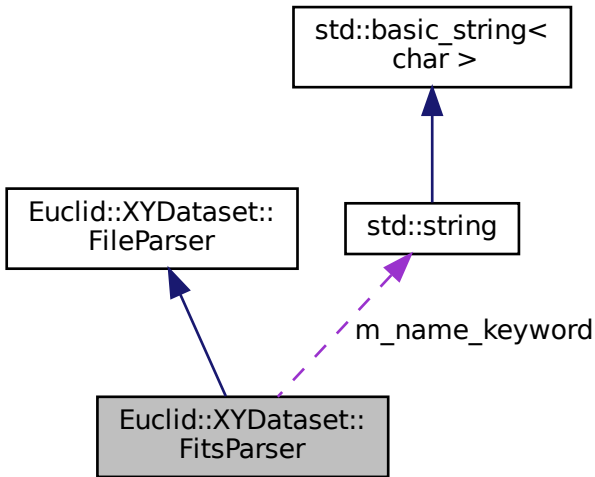 std::basic_string<
char >
Euclid::XYDataset::
FileParser
std::string
m_name_keyword
Euclid::XYDataset::
FitsParser